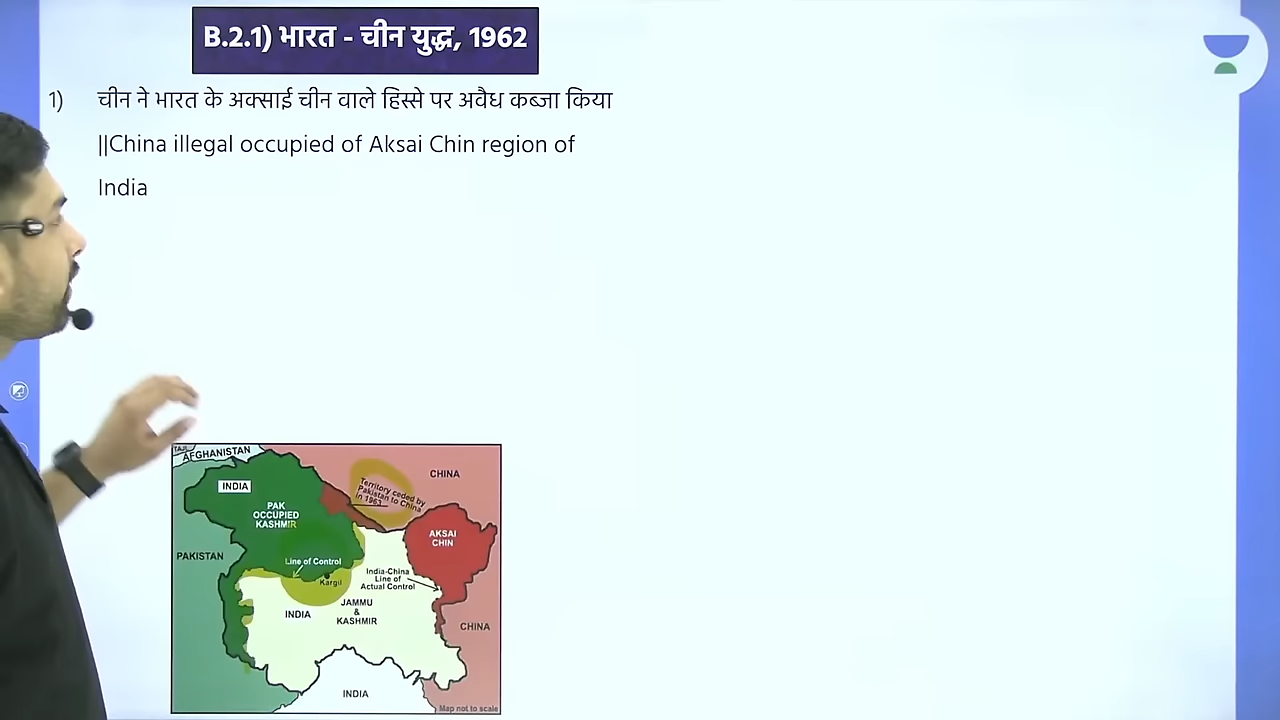 B.2.1) भारत - चीन युद्ध, 1962
1) चीन ने भारत के अक्साई चीन वाले हिस्से पर अवैध कब्जा किया
||China illegal occupied of Aksai Chin region of
India
TAJI.
AFGHANISTAN
CHINA
INDIA
Territory ceded by
Pakistan to China
in 1963
PAK
OCCUPIED
KASHMIR
AKSAI
CHIN
PAKISTAN
Line of Control
India-China
Line of
Actual Control
Kargil
INDIA
JAMMU
&
KASHMIR
CHINA
INDIA
Map not to scale